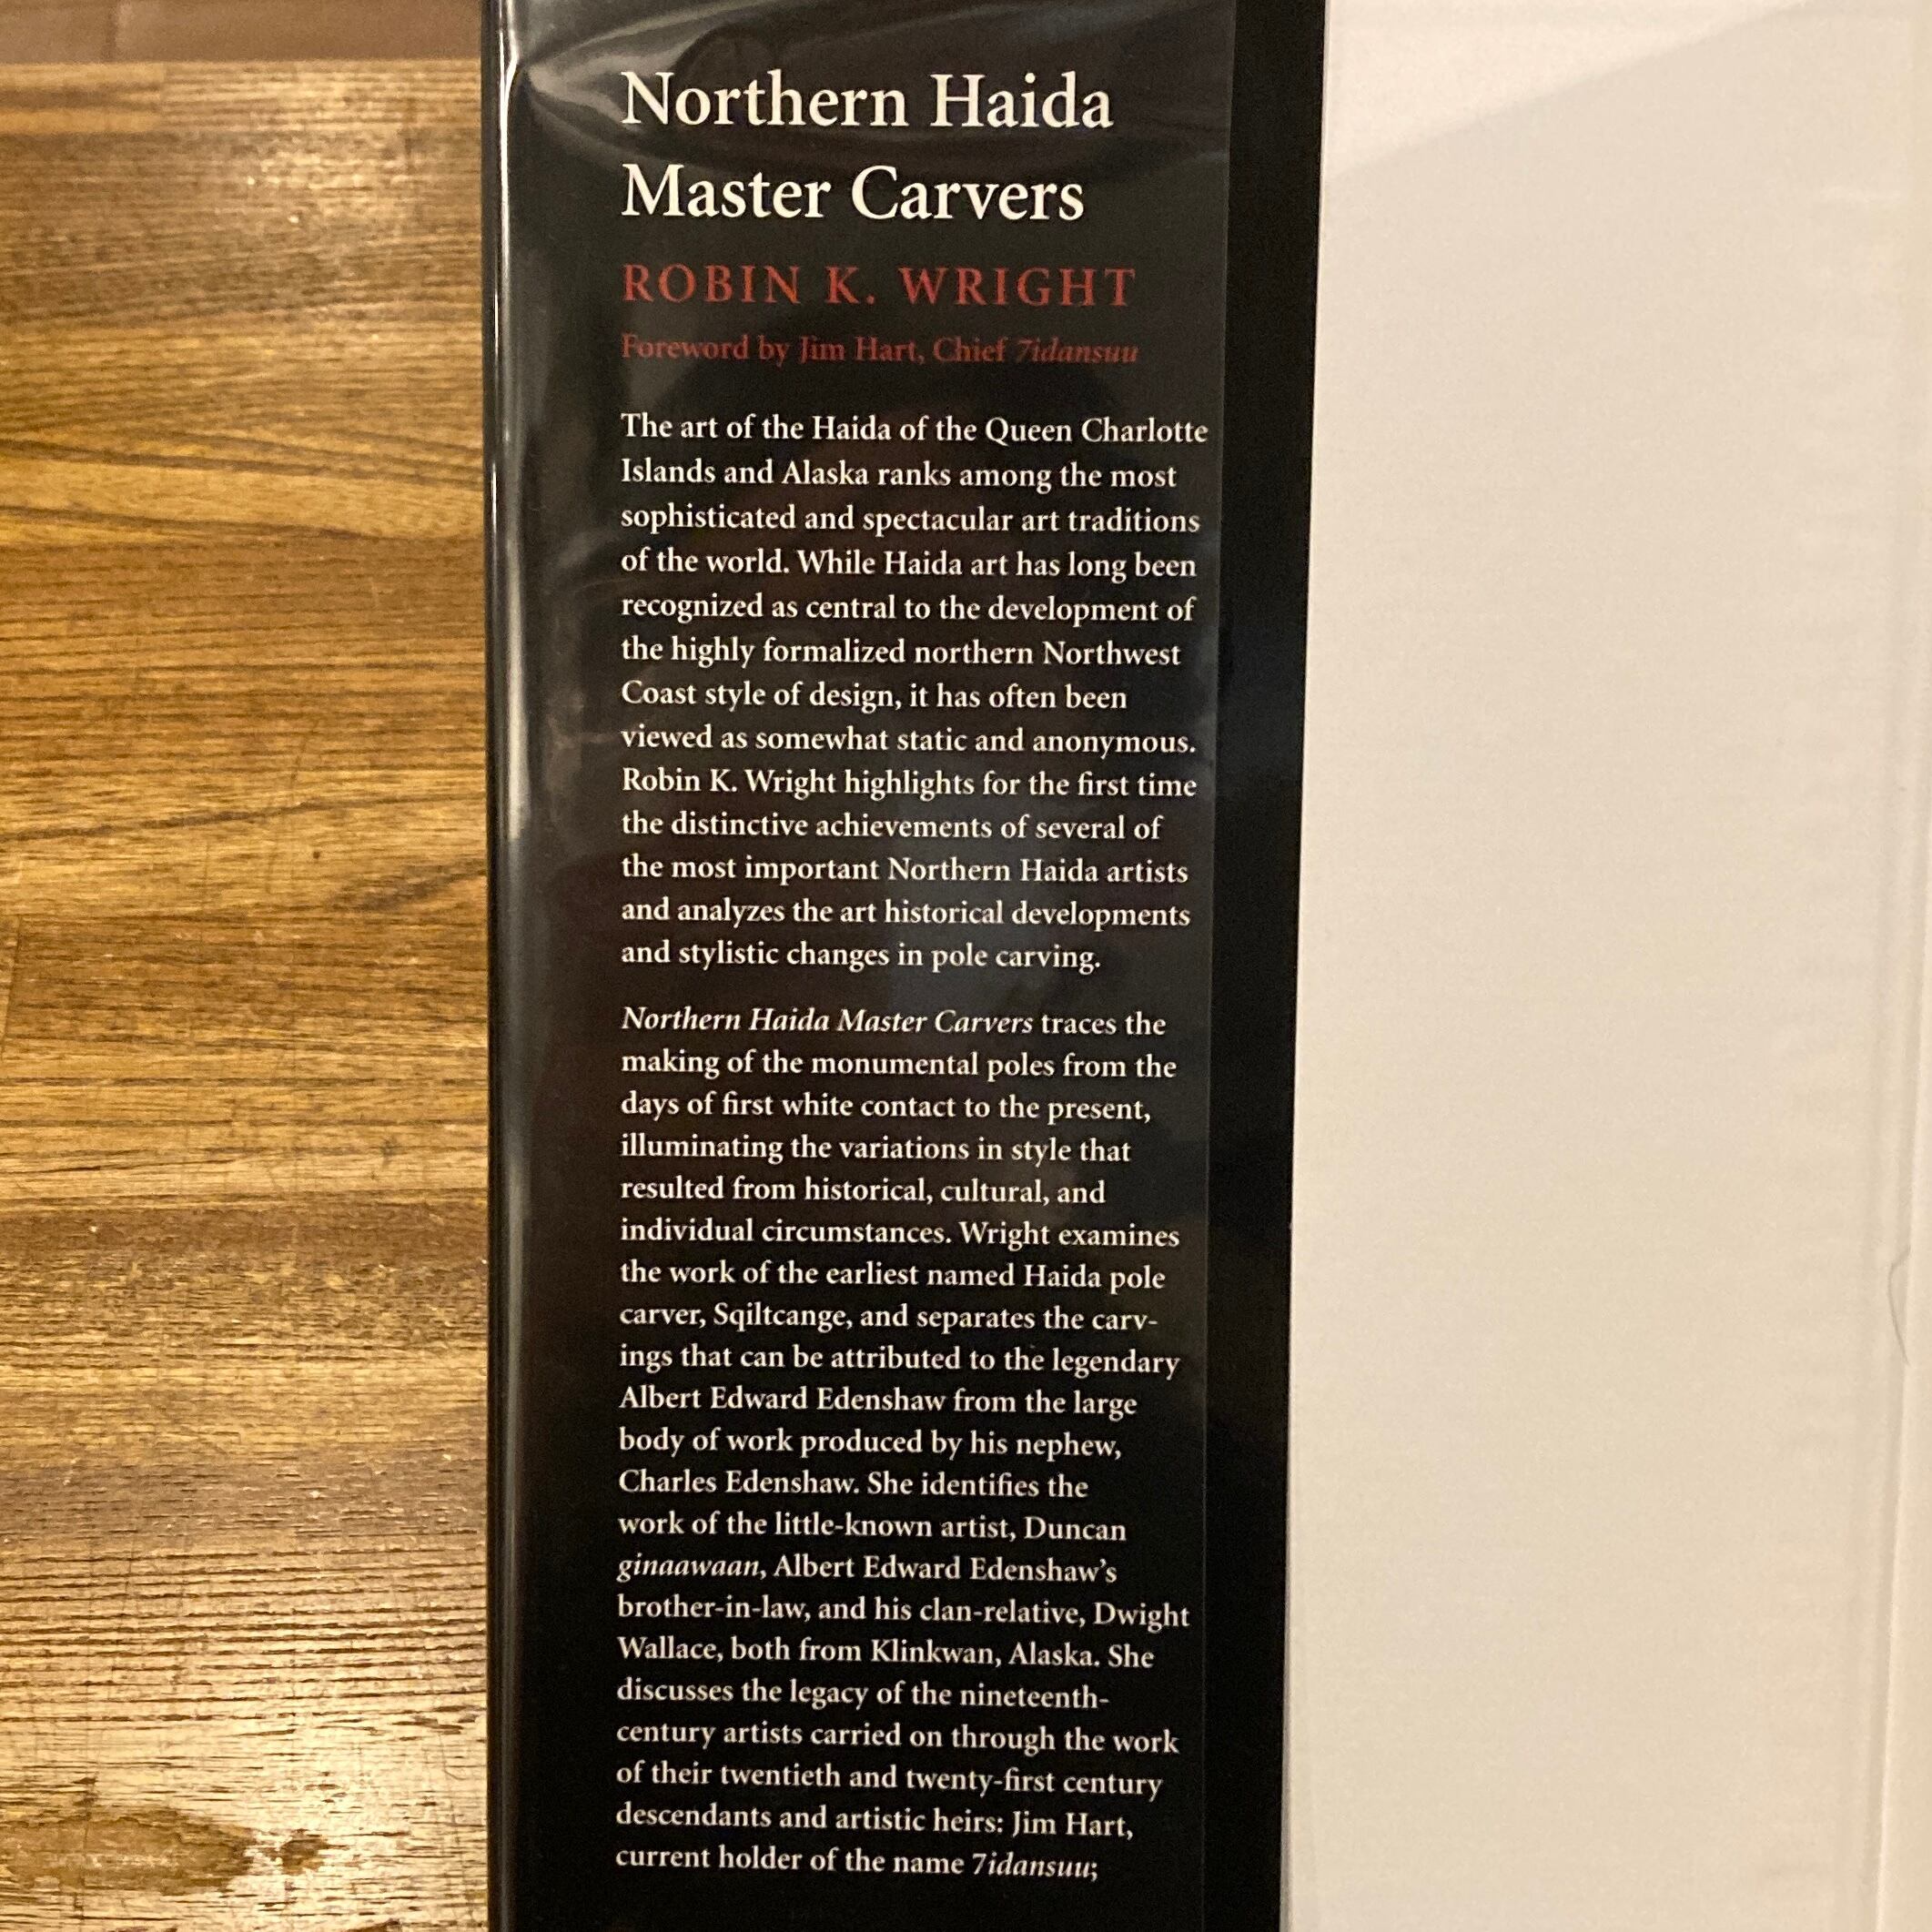 Northern Haida
Master Carvers
ROBIN K. WRIGHT
Foreword by Jim Hart, Chief 7idansuu
The art of the Haida of the Queen Charlotte
Islands and Alaska ranks among the most
sophisticated and spectacular art traditions
of the world. While Haida art has long been
recognized as central to the development of
the highly formalized northern Northwest
Coast style of design, it has often been
viewed as somewhat static and anonymous.
Robin K. Wright highlights for the first time
the distinctive achievements of several of
the most important Northern Haida artists
and analyzes the art historical developments
and stylistic changes in pole carving.
Northern Haida Master Carvers traces the
making of the monumental poles from the
days of first white contact to the present,
illuminating the variations in style that
resulted from historical, cultural, and
individual circumstances. Wright examines
the work of the earliest named Haida pole
carver, Sqiltcange, and separates the carv-
ings that can be attributed to the legendary
Albert Edward Edenshaw from the large
body of work produced by his nephew,
Charles Edenshaw. She identifies the
work of the little-known artist, Duncan
ginaawaan, Albert Edward Edenshaw’s
brother-in-law, and his clan-relative, Dwight
Wallace, both from Klinkwan, Alaska. She
discusses the legacy of the nineteenth-
century artists carried on through the work
of their twentieth and twenty-first century
descendants and artistic heirs: Jim Hart,
current holder of the name 7idansuu;